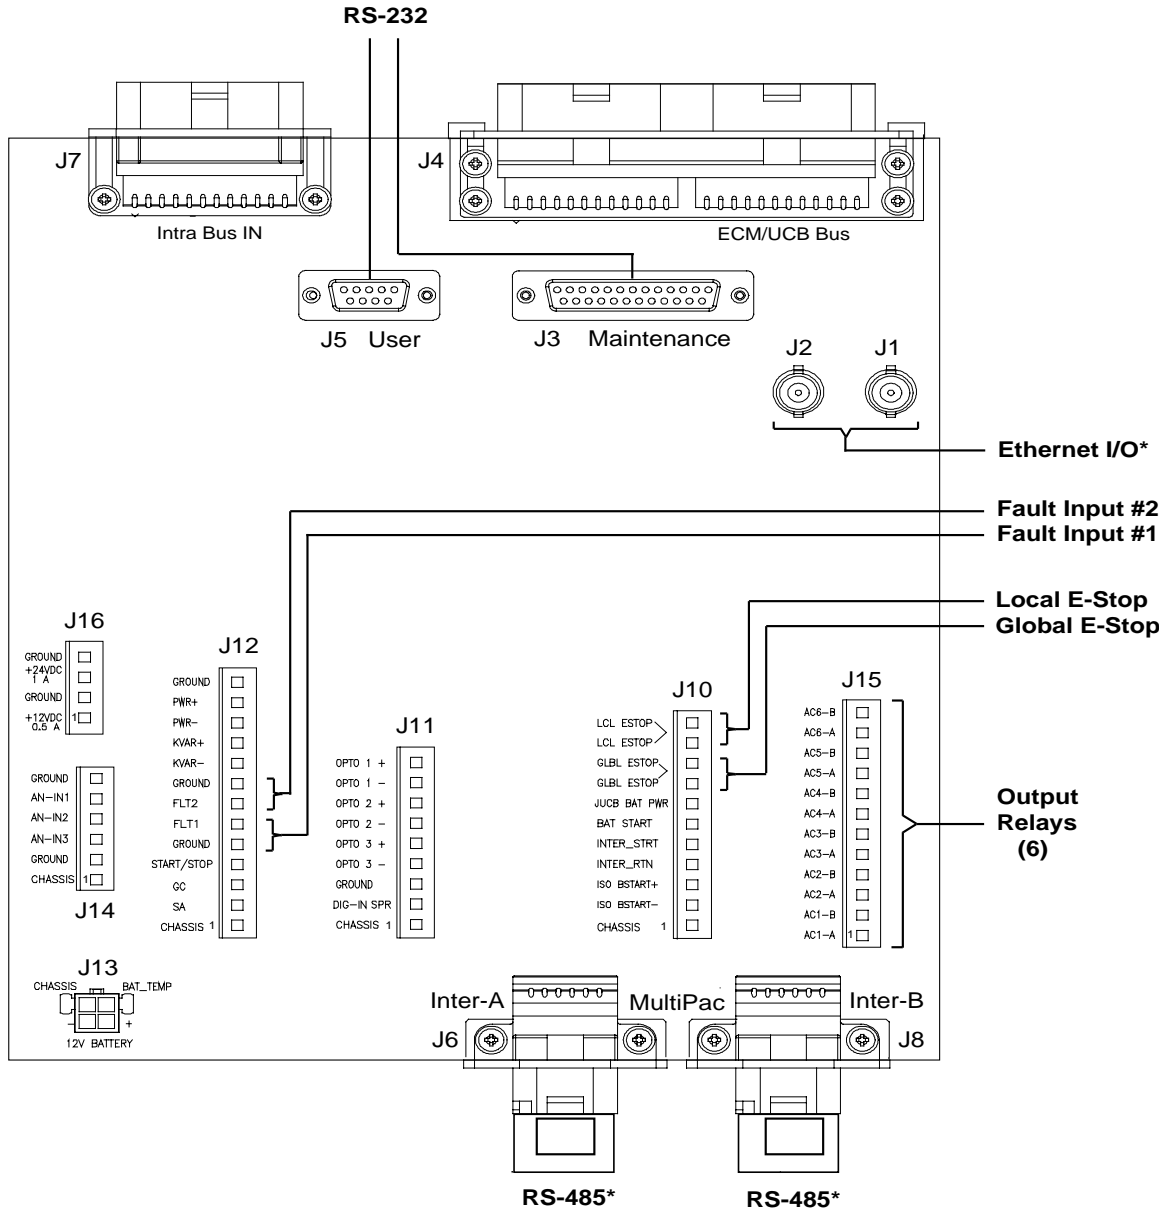 RS-232
J7
J4
Intra Bus IN
ECM/UCB Bus
J5 User
J3 Maintenance
J2
J1
Ethernet I/O*
Fault Input #2
Fault Input #1
Local E-Stop
Global E-Stop
J16
GROUND
+24VDC
1 A
GROUND
+12VDC 1
0.5 A
J12
GROUND
PWR+
PWR-
KVAR+
KVAR-
GROUND
FLT2
FLT1
GROUND
START/STOP
GC
SA
CHASSIS 1
J11
OPTO 1 +
OPTO 1 -
OPTO 2 +
OPTO 2 -
OPTO 3 +
OPTO 3 -
GROUND
DIG-IN SPR
CHASSIS 1
J10
LCL ESTOP
LCL ESTOP
GLBL ESTOP
GLBL ESTOP
JUCB BAT PWR
BAT START
INTER_STRT
INTER_RTN
ISO BSTART+
ISO BSTART-
CHASSIS 1
J15
AC6-B
AC6-A
AC5-B
AC5-A
AC4-B
AC4-A
AC3-B
AC3-A
AC2-B
AC2-A
AC1-B
AC1-A 1
Output
Relays
(6)
GROUND
AN-IN1
AN-IN2
AN-IN3
GROUND
CHASSIS 1
J14
J13
CHASSIS
BAT_TEMP
- +
12V BATTERY
Inter-A
MultiPac
Inter-B
J6
J8
RS-485*
RS-485*